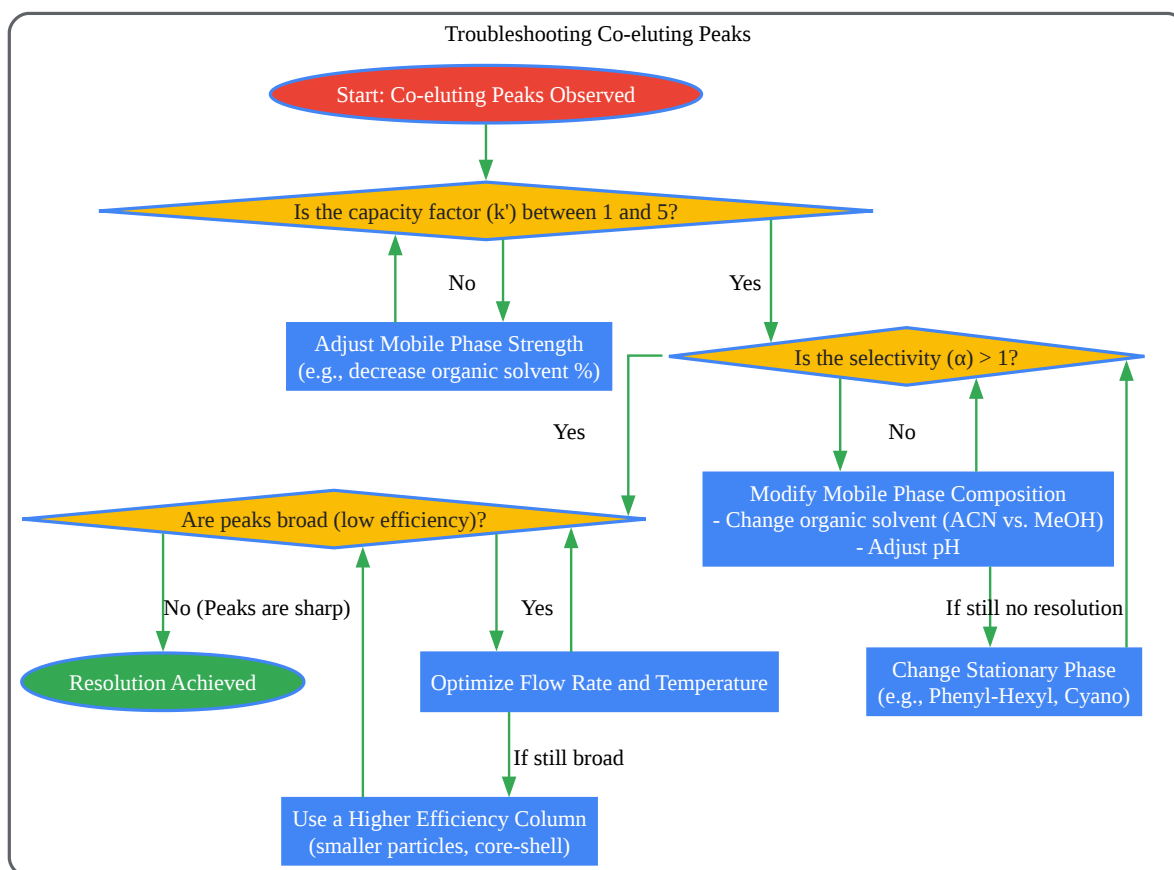 Troubleshooting Co-eluting Peaks
Start: Co-eluting Peaks Observed
Is the capacity factor (k') between 1 and 5?
No
Yes
Adjust Mobile Phase Strength
(e.g., decrease organic solvent %)
Is the selectivity (α) > 1?
Yes
No
Modify Mobile Phase Composition
- Change organic solvent (ACN vs. MeOH)
- Adjust pH
Are peaks broad (low efficiency)?
No (Peaks are sharp)
Yes
If still no resolution
Resolution Achieved
Optimize Flow Rate and Temperature
Change Stationary Phase
(e.g., Phenyl-Hexyl, Cyano)
If still broad
Use a Higher Efficiency Column
(smaller particles, core-shell)